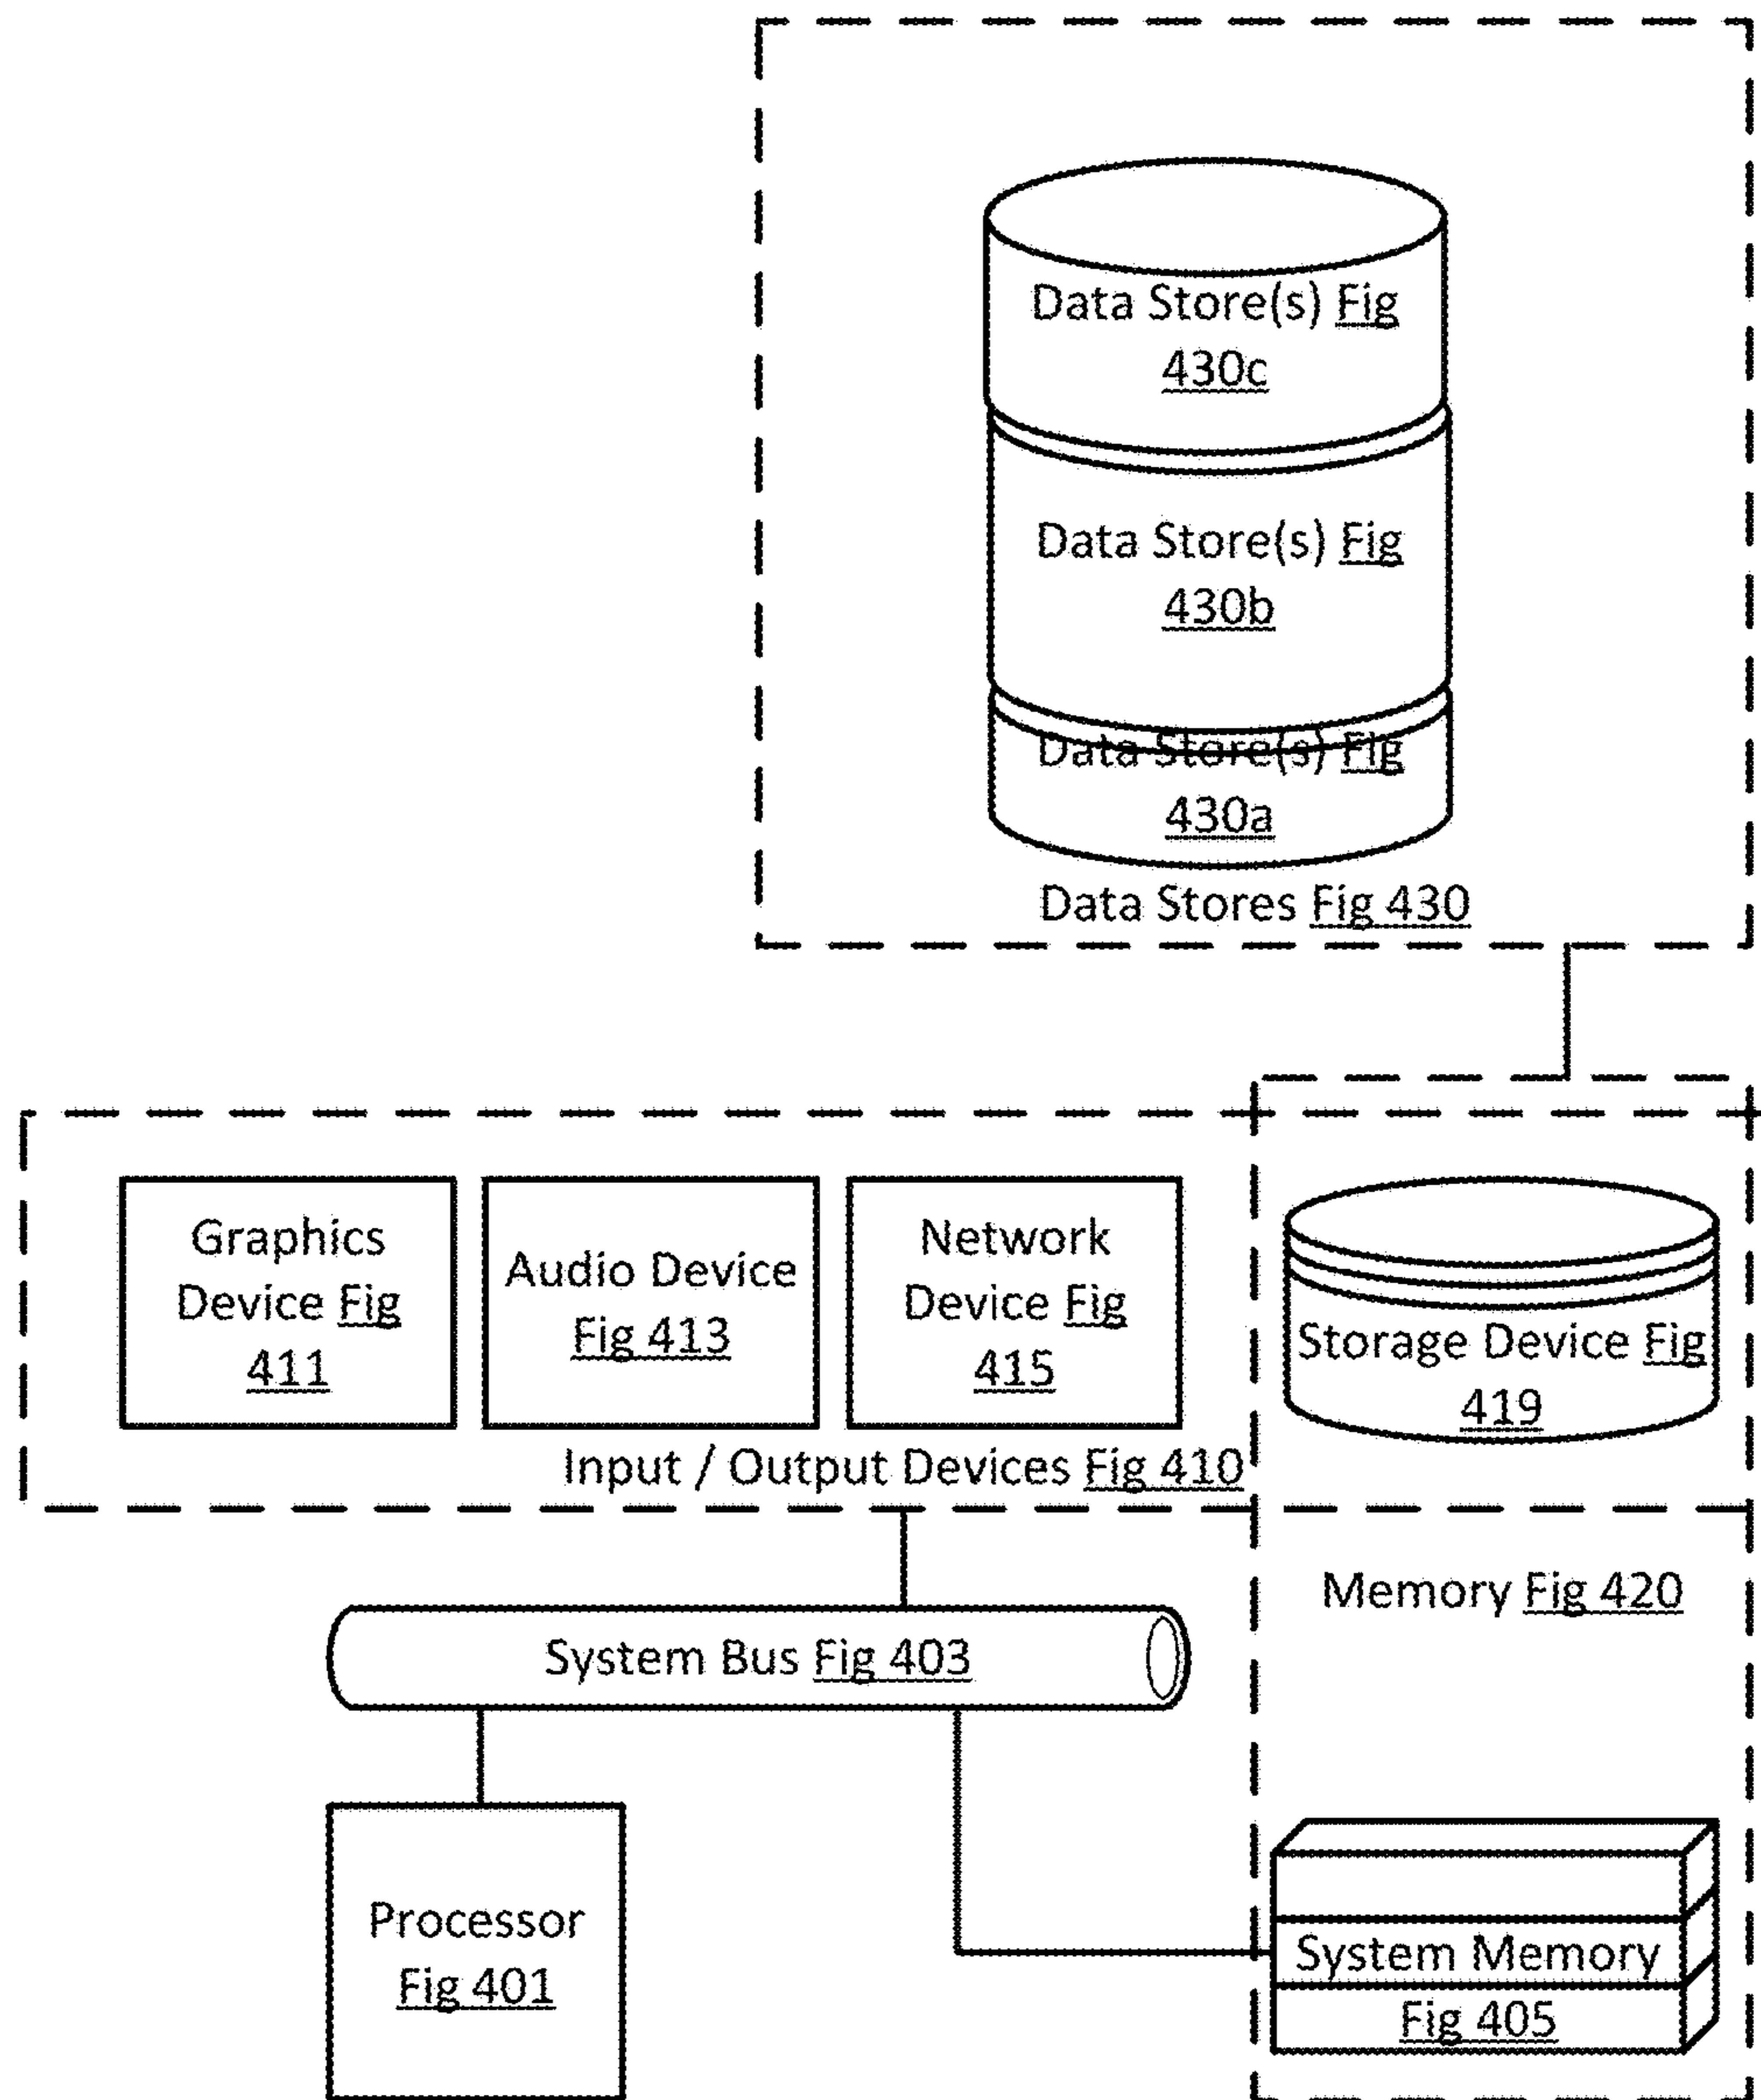 Data Store(s) Fig
430c
Data Store(s) Fig
430b
Data Store(s) Fig
430a
Data Stores Fig 430
Graphics
Device Fig
411
Audio Device
Fig 413
Network
Device Fig
415
Storage Device Fig
419
Input / Output Devices Fig 410
Memory Fig 420
System Bus Fig 403
Processor
Fig 401
System Memory
Fig 405